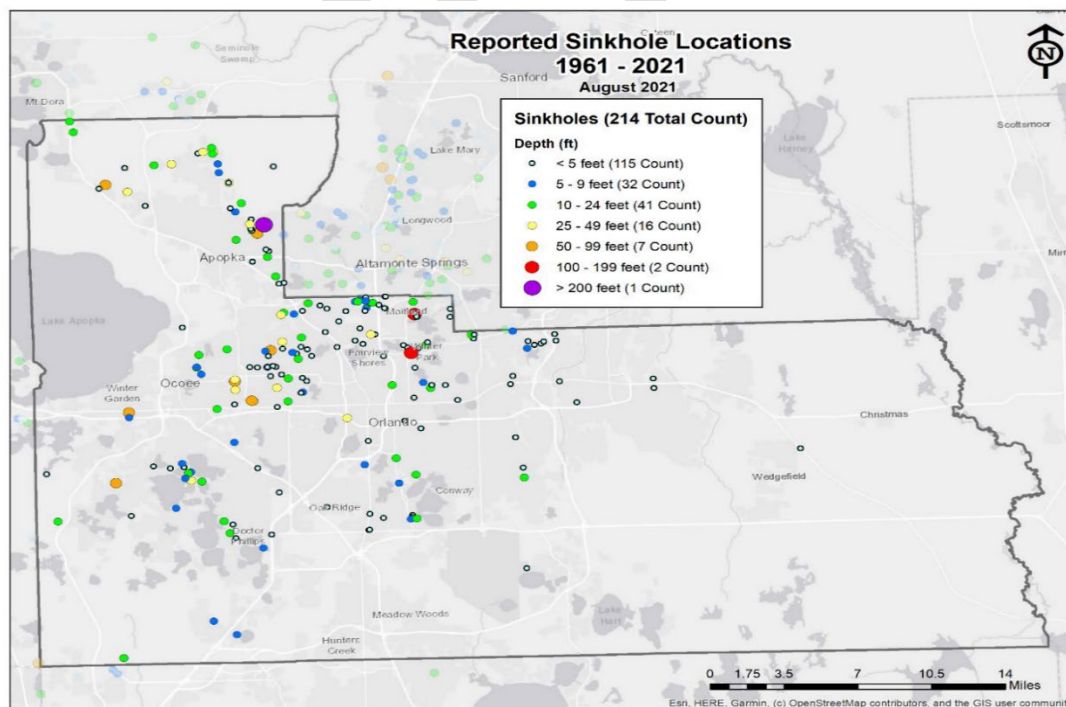 Reported Sinkhole Locations
1961 - 2021
August 2021
Seminole
Swamp
Sanford
Mt. Dora
Lake Harney
Scottsmoor
Sinkholes (214 Total Count)
Depth (ft)
< 5 feet (115 Count)
5 - 9 feet (32 Count)
10 - 24 feet (41 Count)
25 - 49 feet (16 Count)
50 - 99 feet (7 Count)
100 - 199 feet (2 Count)
> 200 feet (1 Count)
N
Lake Mary
Longwood
Apopka
Altamonte Springs
Lake Apopka
Maitland
Fairview
Shores
Winter
Park
Ocoee
Winter
Garden
Orlando
Christmas
Wedgefield
Conway
Oak Ridge
Doctor
Phillips
Meadow Woods
Lake
Hart
Hunters
Creek
0 1.75 3.5 7 10.5 14
Miles
Esri, HERE, Garmin, (c) OpenStreetMap contributors, and the GIS user communit